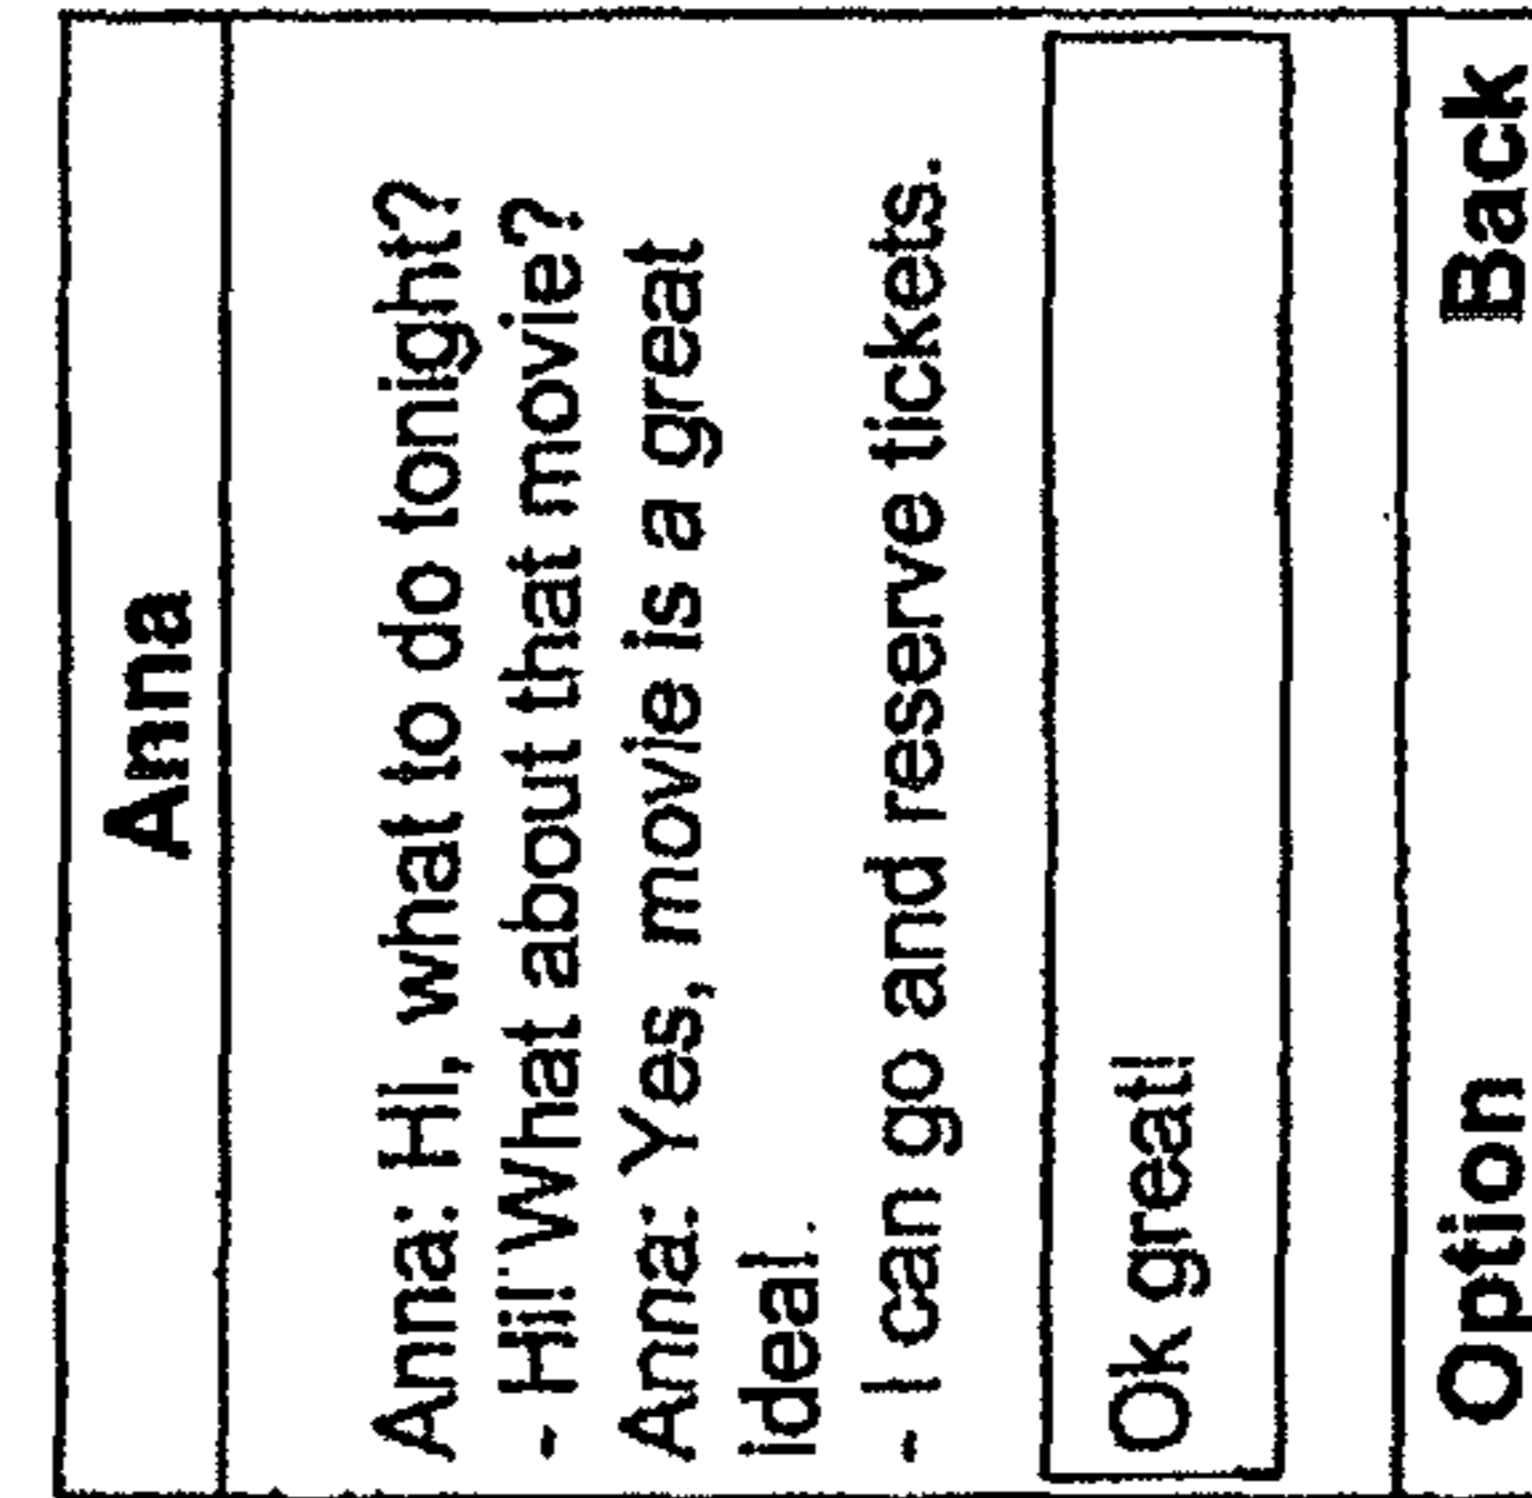 Anna
Anna: Hi, what to do tonight?
- Hi! What about that movie?
Anna: Yes, movie is a great
idea!.
- I can go and reserve tickets.
Ok great!
Option Back